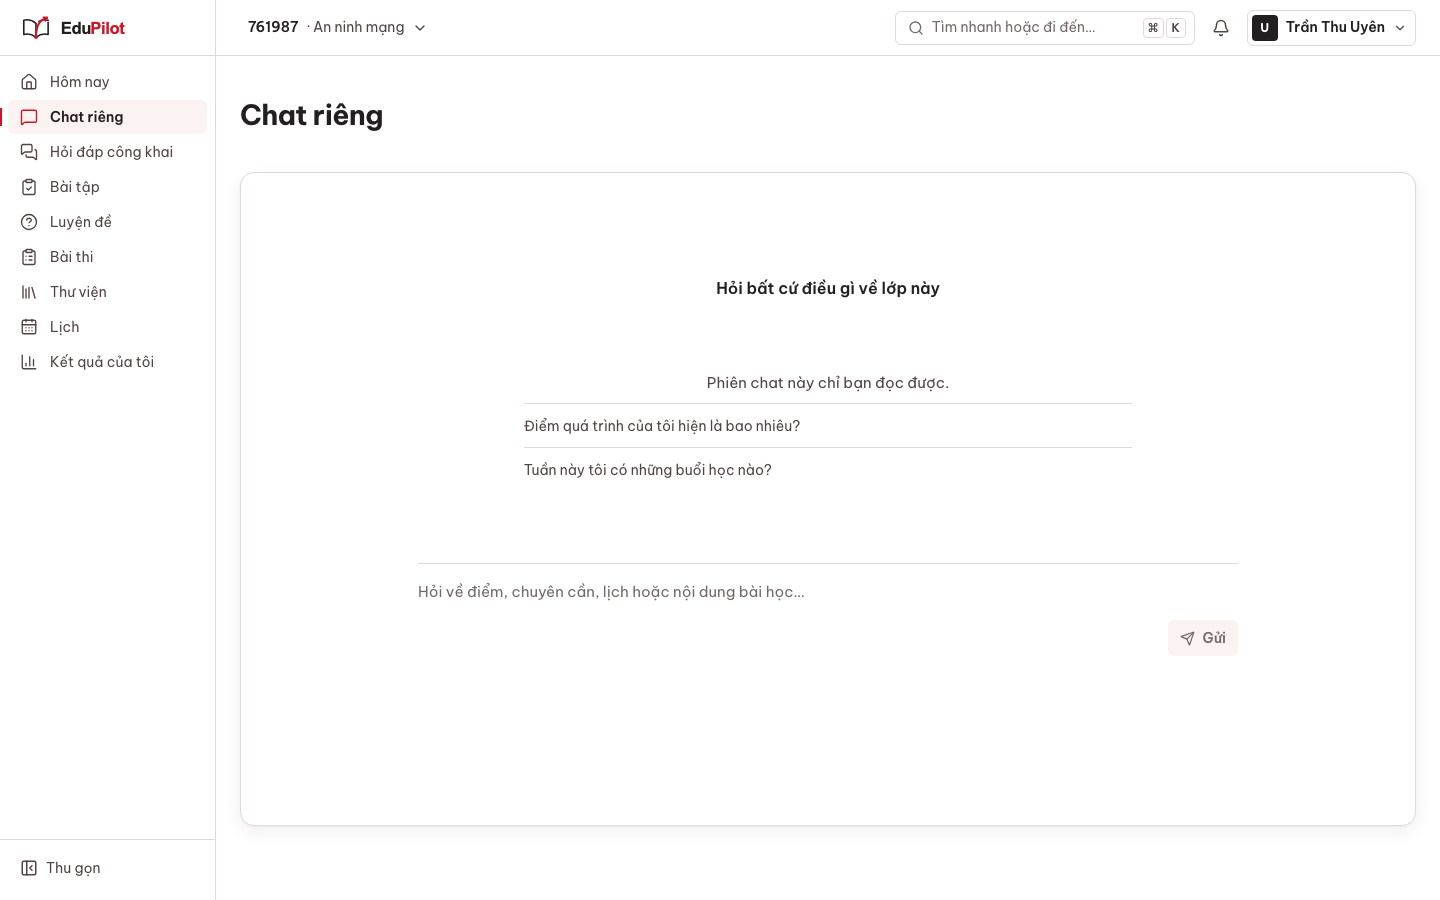 EduPilot
761987 · An ninh mạng
Tìm nhanh hoặc đi đến...
⌘ K
U
Trần Thu Uyên
Hôm nay
Chat riêng
Hỏi đáp công khai
Bài tập
Luyện đề
Bài thi
Thư viện
Lịch
Kết quả của tôi
Thu gọn
Chat riêng
Hỏi bất cứ điều gì về lớp này
Phiên chat này chỉ bạn đọc được.
Điểm quá trình của tôi hiện là bao nhiêu?
Tuần này tôi có những buổi học nào?
Hỏi về điểm, chuyên cần, lịch hoặc nội dung bài học...
Gửi